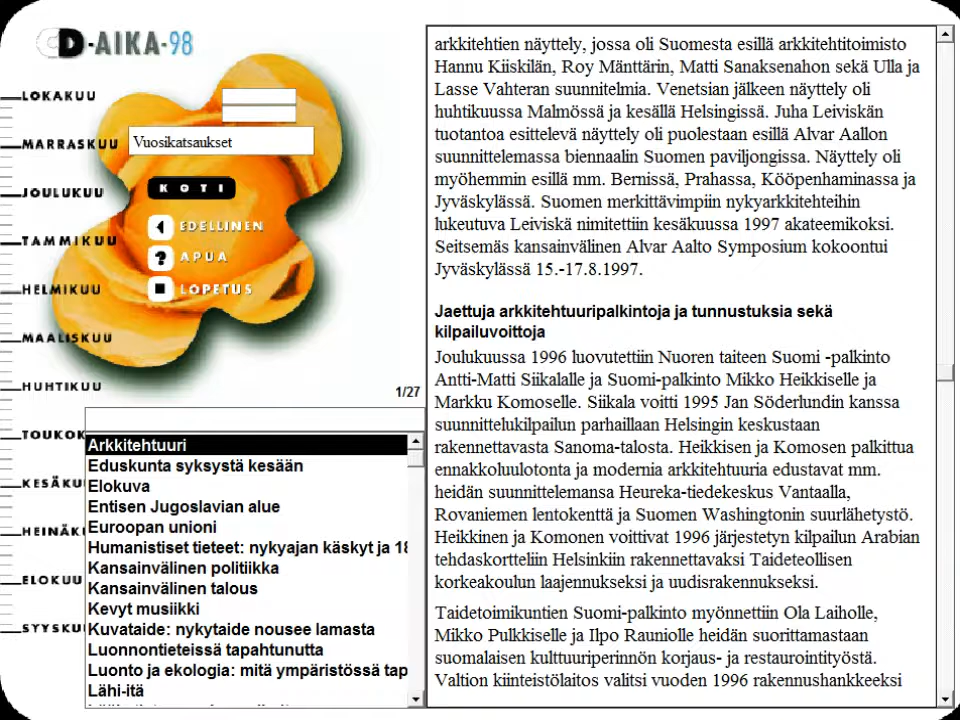 CD-AIKA-98
LOKAKUU
MARRASKUU
JOULUKUU
TAMMIKUU
HELMIKUU
MAALISKUU
HUHTIKUU
TOUKOK
KESÄKU
HEINÄK
ELOKUU
SYYSKU
Vuosikatsaukset
KOTI
EDELLINEN
?
APUA
LOPETUS
1/27
Arkkitehtuuri
Eduskunta syksystä kesään
Elokuva
Entisen Jugoslavian alue
Euroopan unioni
Humanistiset tieteet: nykyajan käskyt ja 18
Kansainvälinen politiikka
Kansainvälinen talous
Kevyt musiikki
Kuvataide: nykytaide nousee lamasta
Luonnontieteissä tapahtunutta
Luonto ja ekologia: mitä ympäristössä tap
Lähi-itä
arkkitehtien näyttely, jossa oli Suomesta esillä arkkitehtitoimisto
Hannu Kiiskilän, Roy Mänttärin, Matti Sanaksenahon sekä Ulla ja
Lasse Vahteran suunnitelmia. Venetsian jälkeen näyttely oli
huhtikuussa Malmössä ja kesällä Helsingissä. Juha Leiviskän
tuotantoa esittelevä näyttely oli puolestaan esillä Alvar Aallon
suunnittelemassa biennaalin Suomen paviljongissa. Näyttely oli
myöhemmin esillä mm. Bernissä, Prahassa, Kööpenhaminassa ja
Jyväskylässä. Suomen merkittävimpiin nykyarkkitehteihin
lukeutuva Leiviskä nimitettiin kesäkuussa 1997 akateemikoksi.
Seitsemäs kansainvälinen Alvar Aalto Symposium kokoontui
Jyväskylässä 15.-17.8.1997.
Jaettuja arkkitehtuuripalkintoja ja tunnustuksia sekä
kilpailuvoittoja
Joulukuussa 1996 luovutettiin Nuoren taiteen Suomi -palkinto
Antti-Matti Siikalalle ja Suomi-palkinto Mikko Heikkiselle ja
Markku Komoselle. Siikala voitti 1995 Jan Söderlundin kanssa
suunnittelukilpailun parhaillaan Helsingin keskustaan
rakennettavasta Sanoma-talosta. Heikkisen ja Komosen palkittua
ennakkoluulotonta ja modernia arkkitehtuuria edustavat mm.
heidän suunnittelemansa Heureka-tiedekeskus Vantaalla,
Rovaniemen lentokenttä ja Suomen Washingtonin suurlähetystö.
Heikkinen ja Komonen voittivat 1996 järjestetyn kilpailun Arabian
tehdaskortteliin Helsinkiin rakennettavaksi Taideteollisen
korkeakoulun laajennukseksi ja uudisrakennukseksi.
Taidetoimikuntien Suomi-palkinto myönnettiin Ola Laiholle,
Mikko Pulkkiselle ja Ilpo Rauniolle heidän suorittamastaan
suomalaisen kulttuuriperinnön korjaus- ja restaurointityöstä.
Valtion kiinteistölaitos valitsi vuoden 1996 rakennushankkeeksi